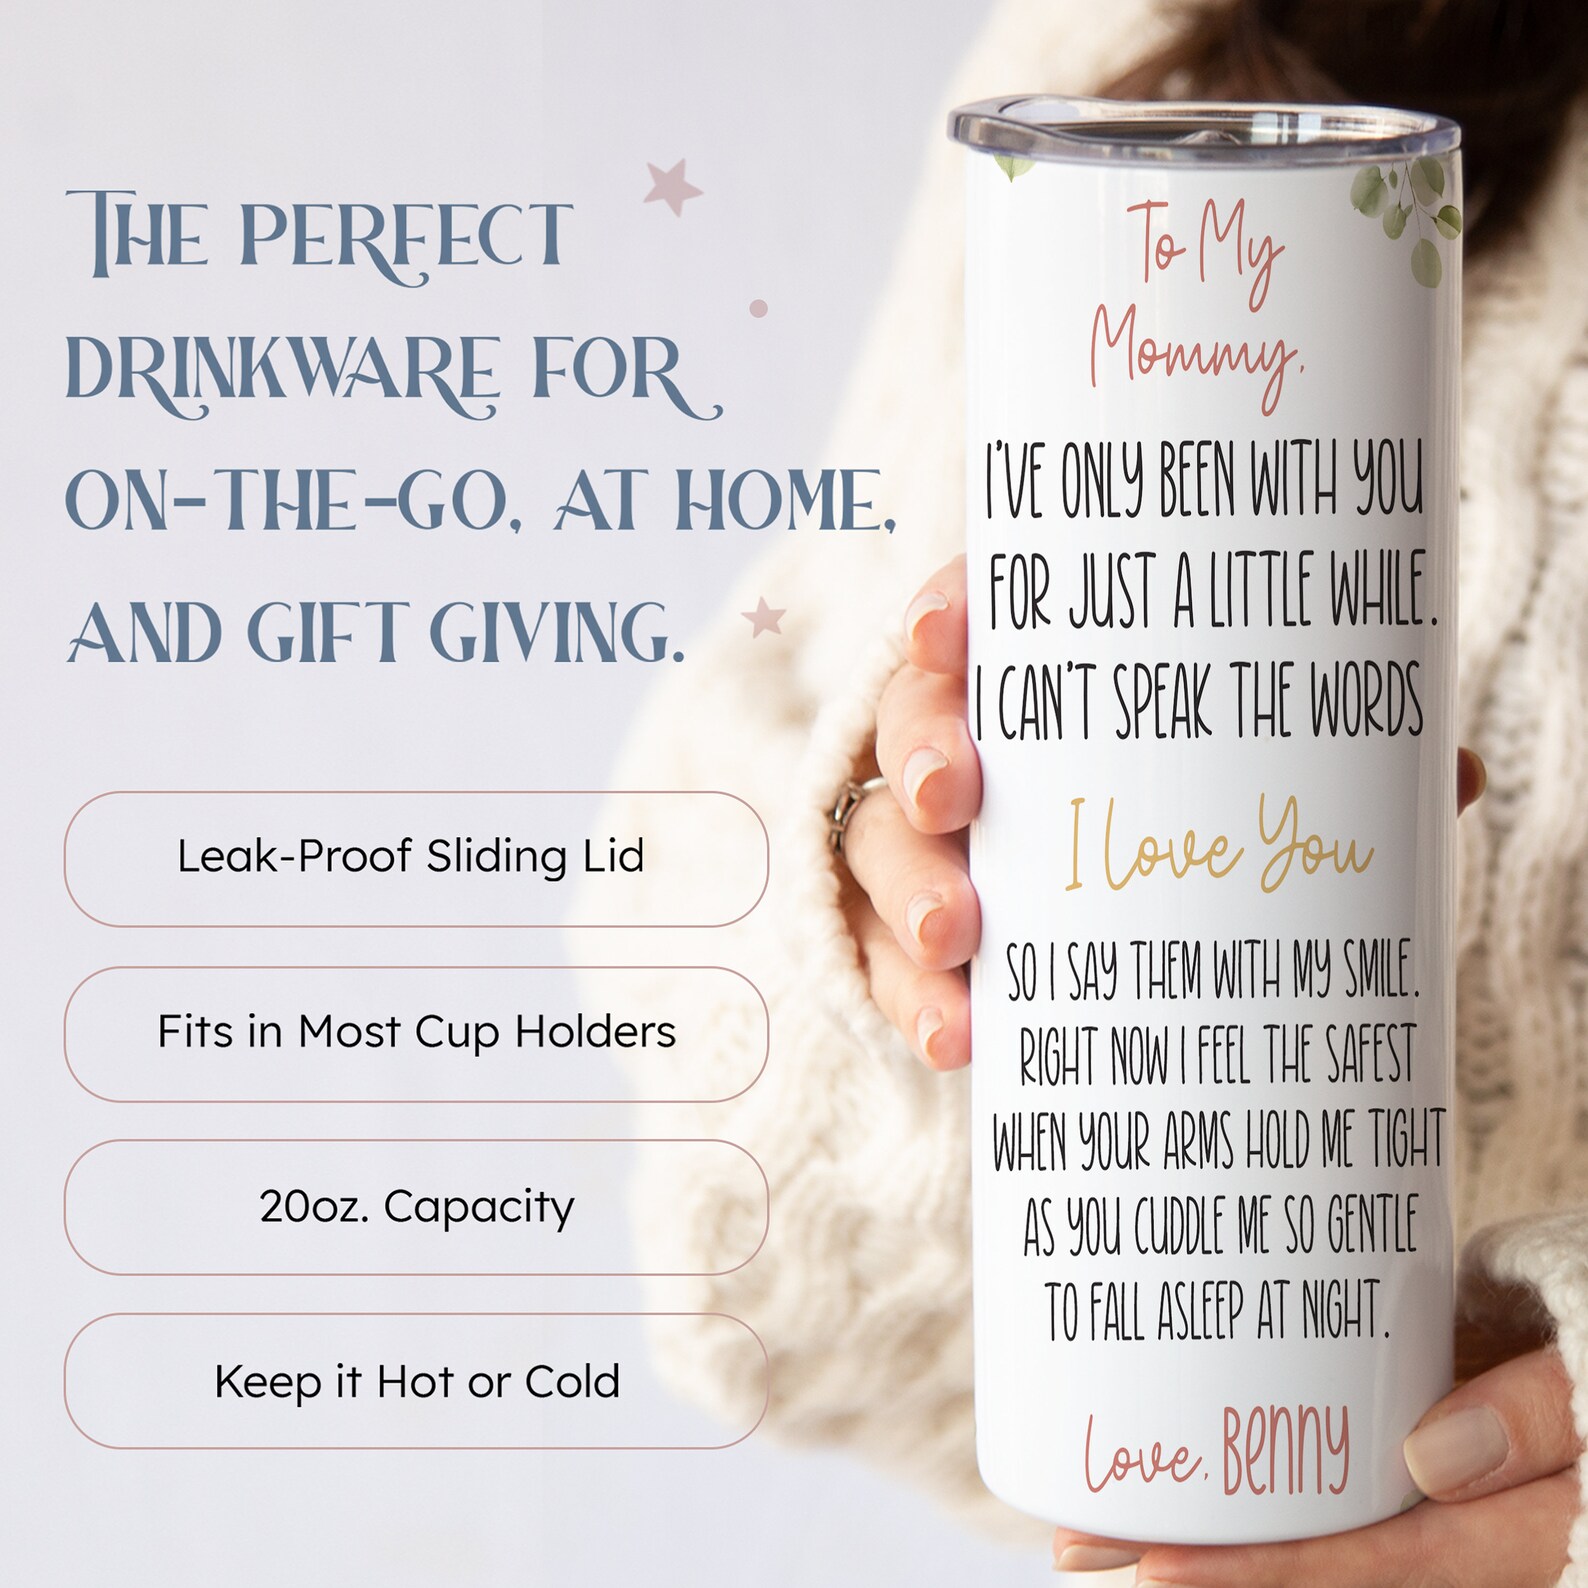 The perfect
drinkware for
on-the-go, at home,
and gift giving.
Leak-Proof Sliding Lid
Fits in Most Cup Holders
20oz. Capacity
Keep it Hot or Cold
To My
Mommy,
I'VE ONLY BEEN WITH YOU
FOR JUST A LITTLE WHILE.
I CAN'T SPEAK THE WORDS
I Love You
SO I SAY THEM WITH MY SMILE.
RIGHT NOW I FEEL THE SAFEST
WHEN YOUR ARMS HOLD ME TIGHT
AS YOU CUDDLE ME SO GENTLE
TO FALL ASLEEP AT NIGHT.
Love, Benny